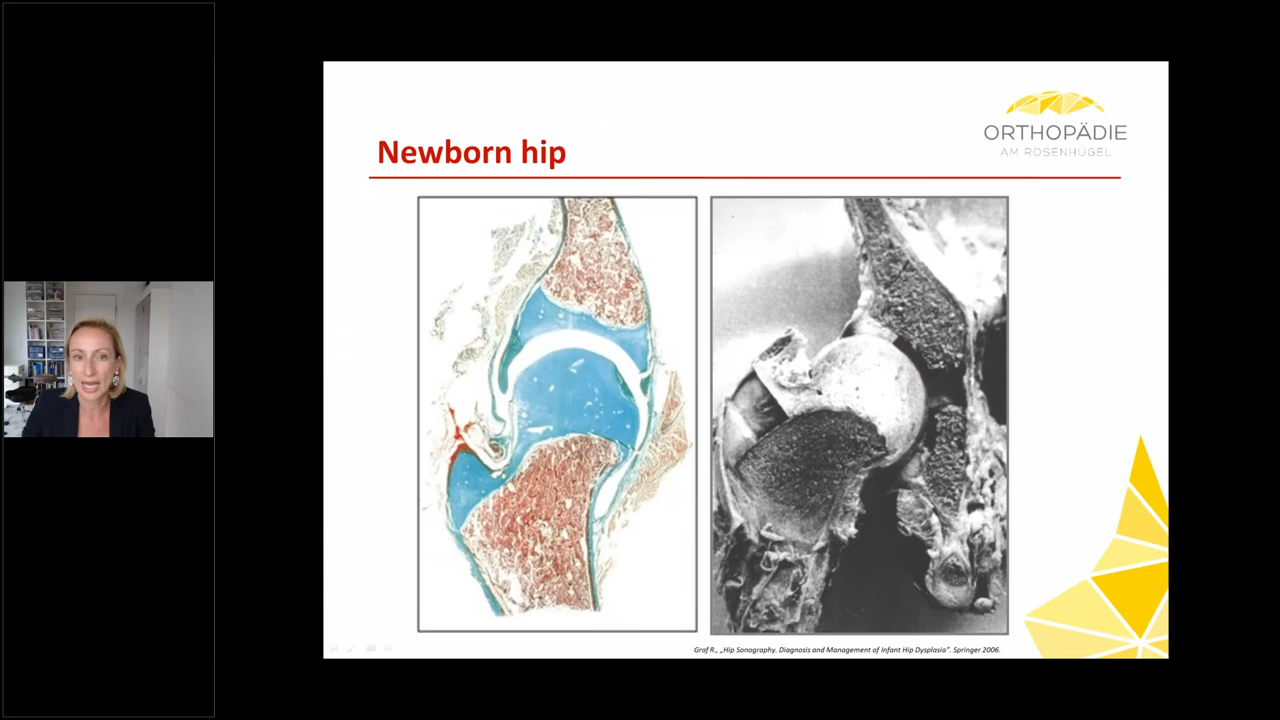 ORTHOPÄDIE
AM ROSENHÜGEL
Newborn hip
Graf R., „Hip Sonography. Diagnosis and Management of Infant Hip Dysplasia“. Springer 2006.